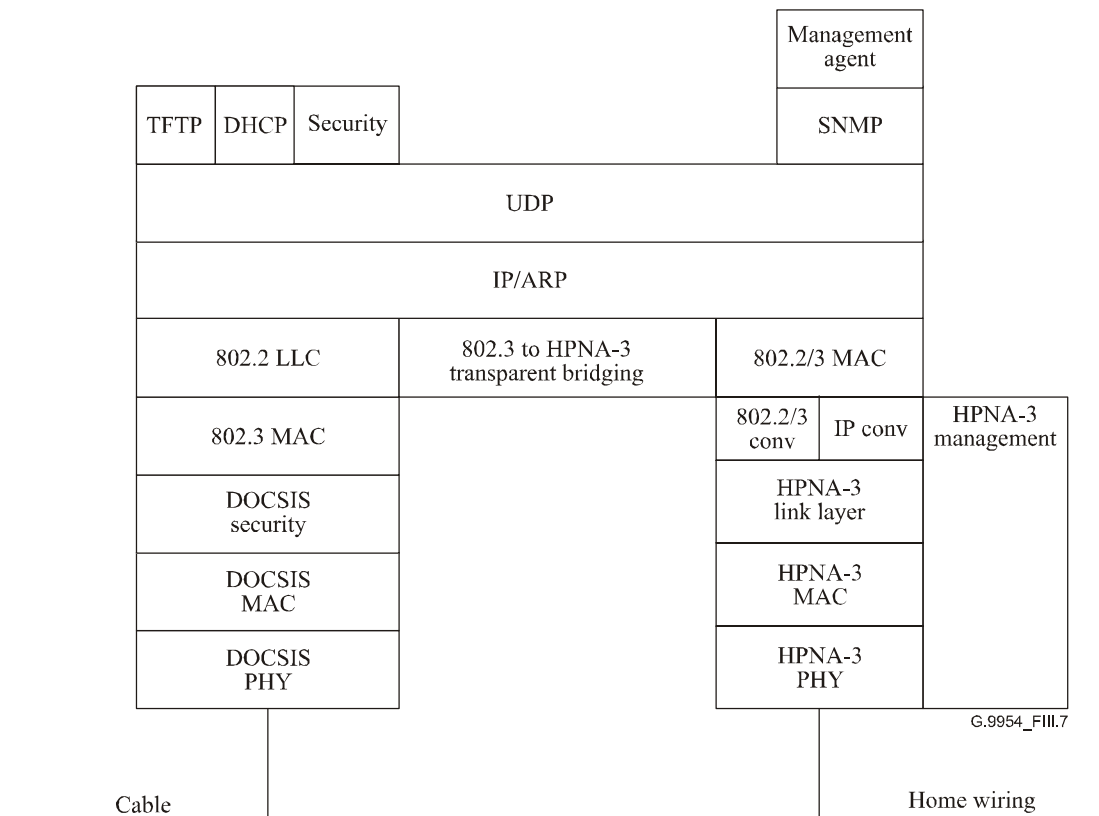 Management
agent
TFTP
DHCP
Security
SNMP
UDP
IP/ARP
802.2 LLC
802.3 to HPNA-3
transparent bridging
802.2/3 MAC
802.3 MAC
802.2/3
conv
IP conv
HPNA-3
management
DOCSIS
security
HPNA-3
link layer
DOCSIS
MAC
HPNA-3
MAC
DOCSIS
PHY
HPNA-3
PHY
G.9954_FIII.7
Cable
Home wiring